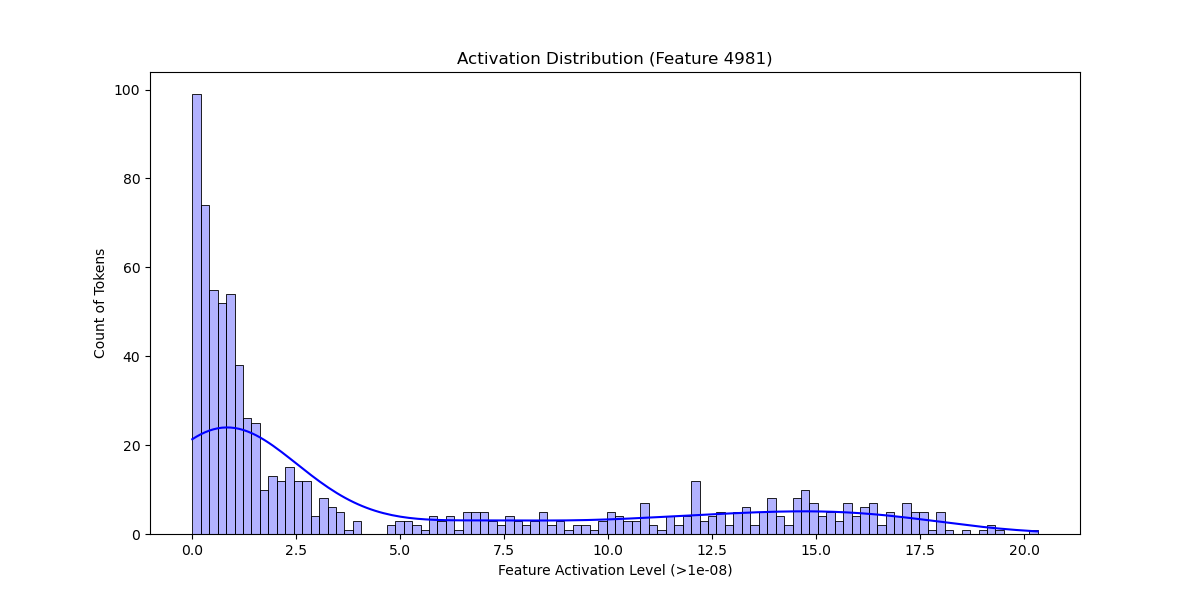 Activation Distribution (Feature 4981)
100
80
60
40
20
0
Count of Tokens
0.0 2.5 5.0 7.5 10.0 12.5 15.0 17.5 20.0
Feature Activation Level (>1e-08)